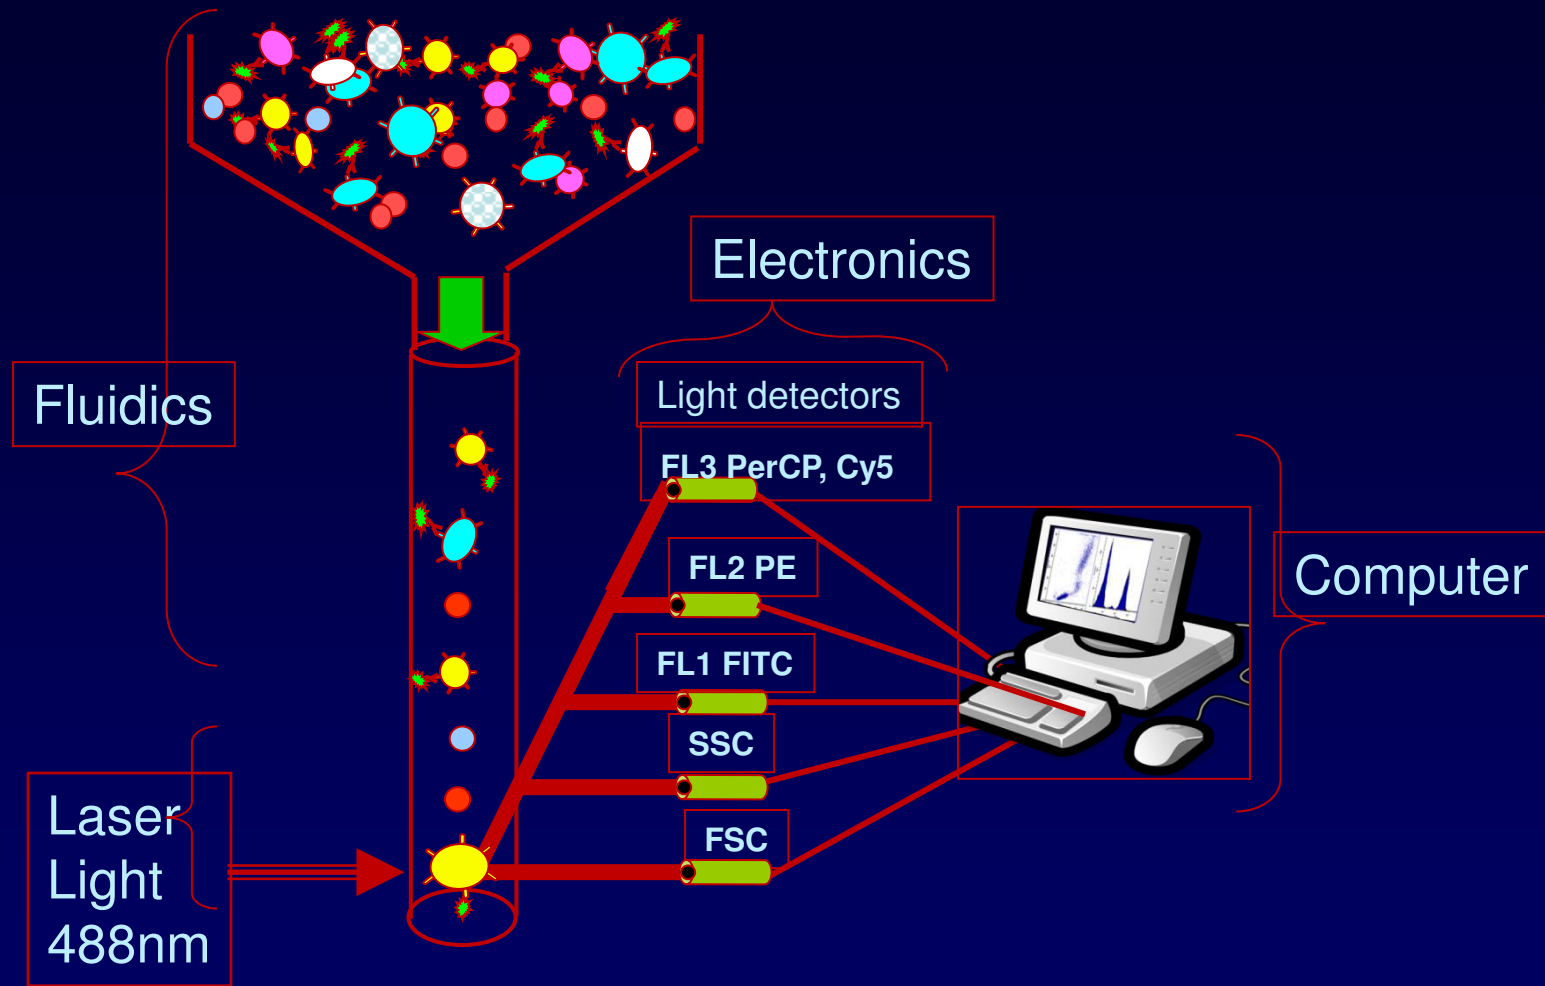 Electronics
Fluidics
Light detectors
FL3 PerCP, Cy5
FL2 PE
Computer
FL1 FITC
SSC
Laser
Light
488nm
FSC